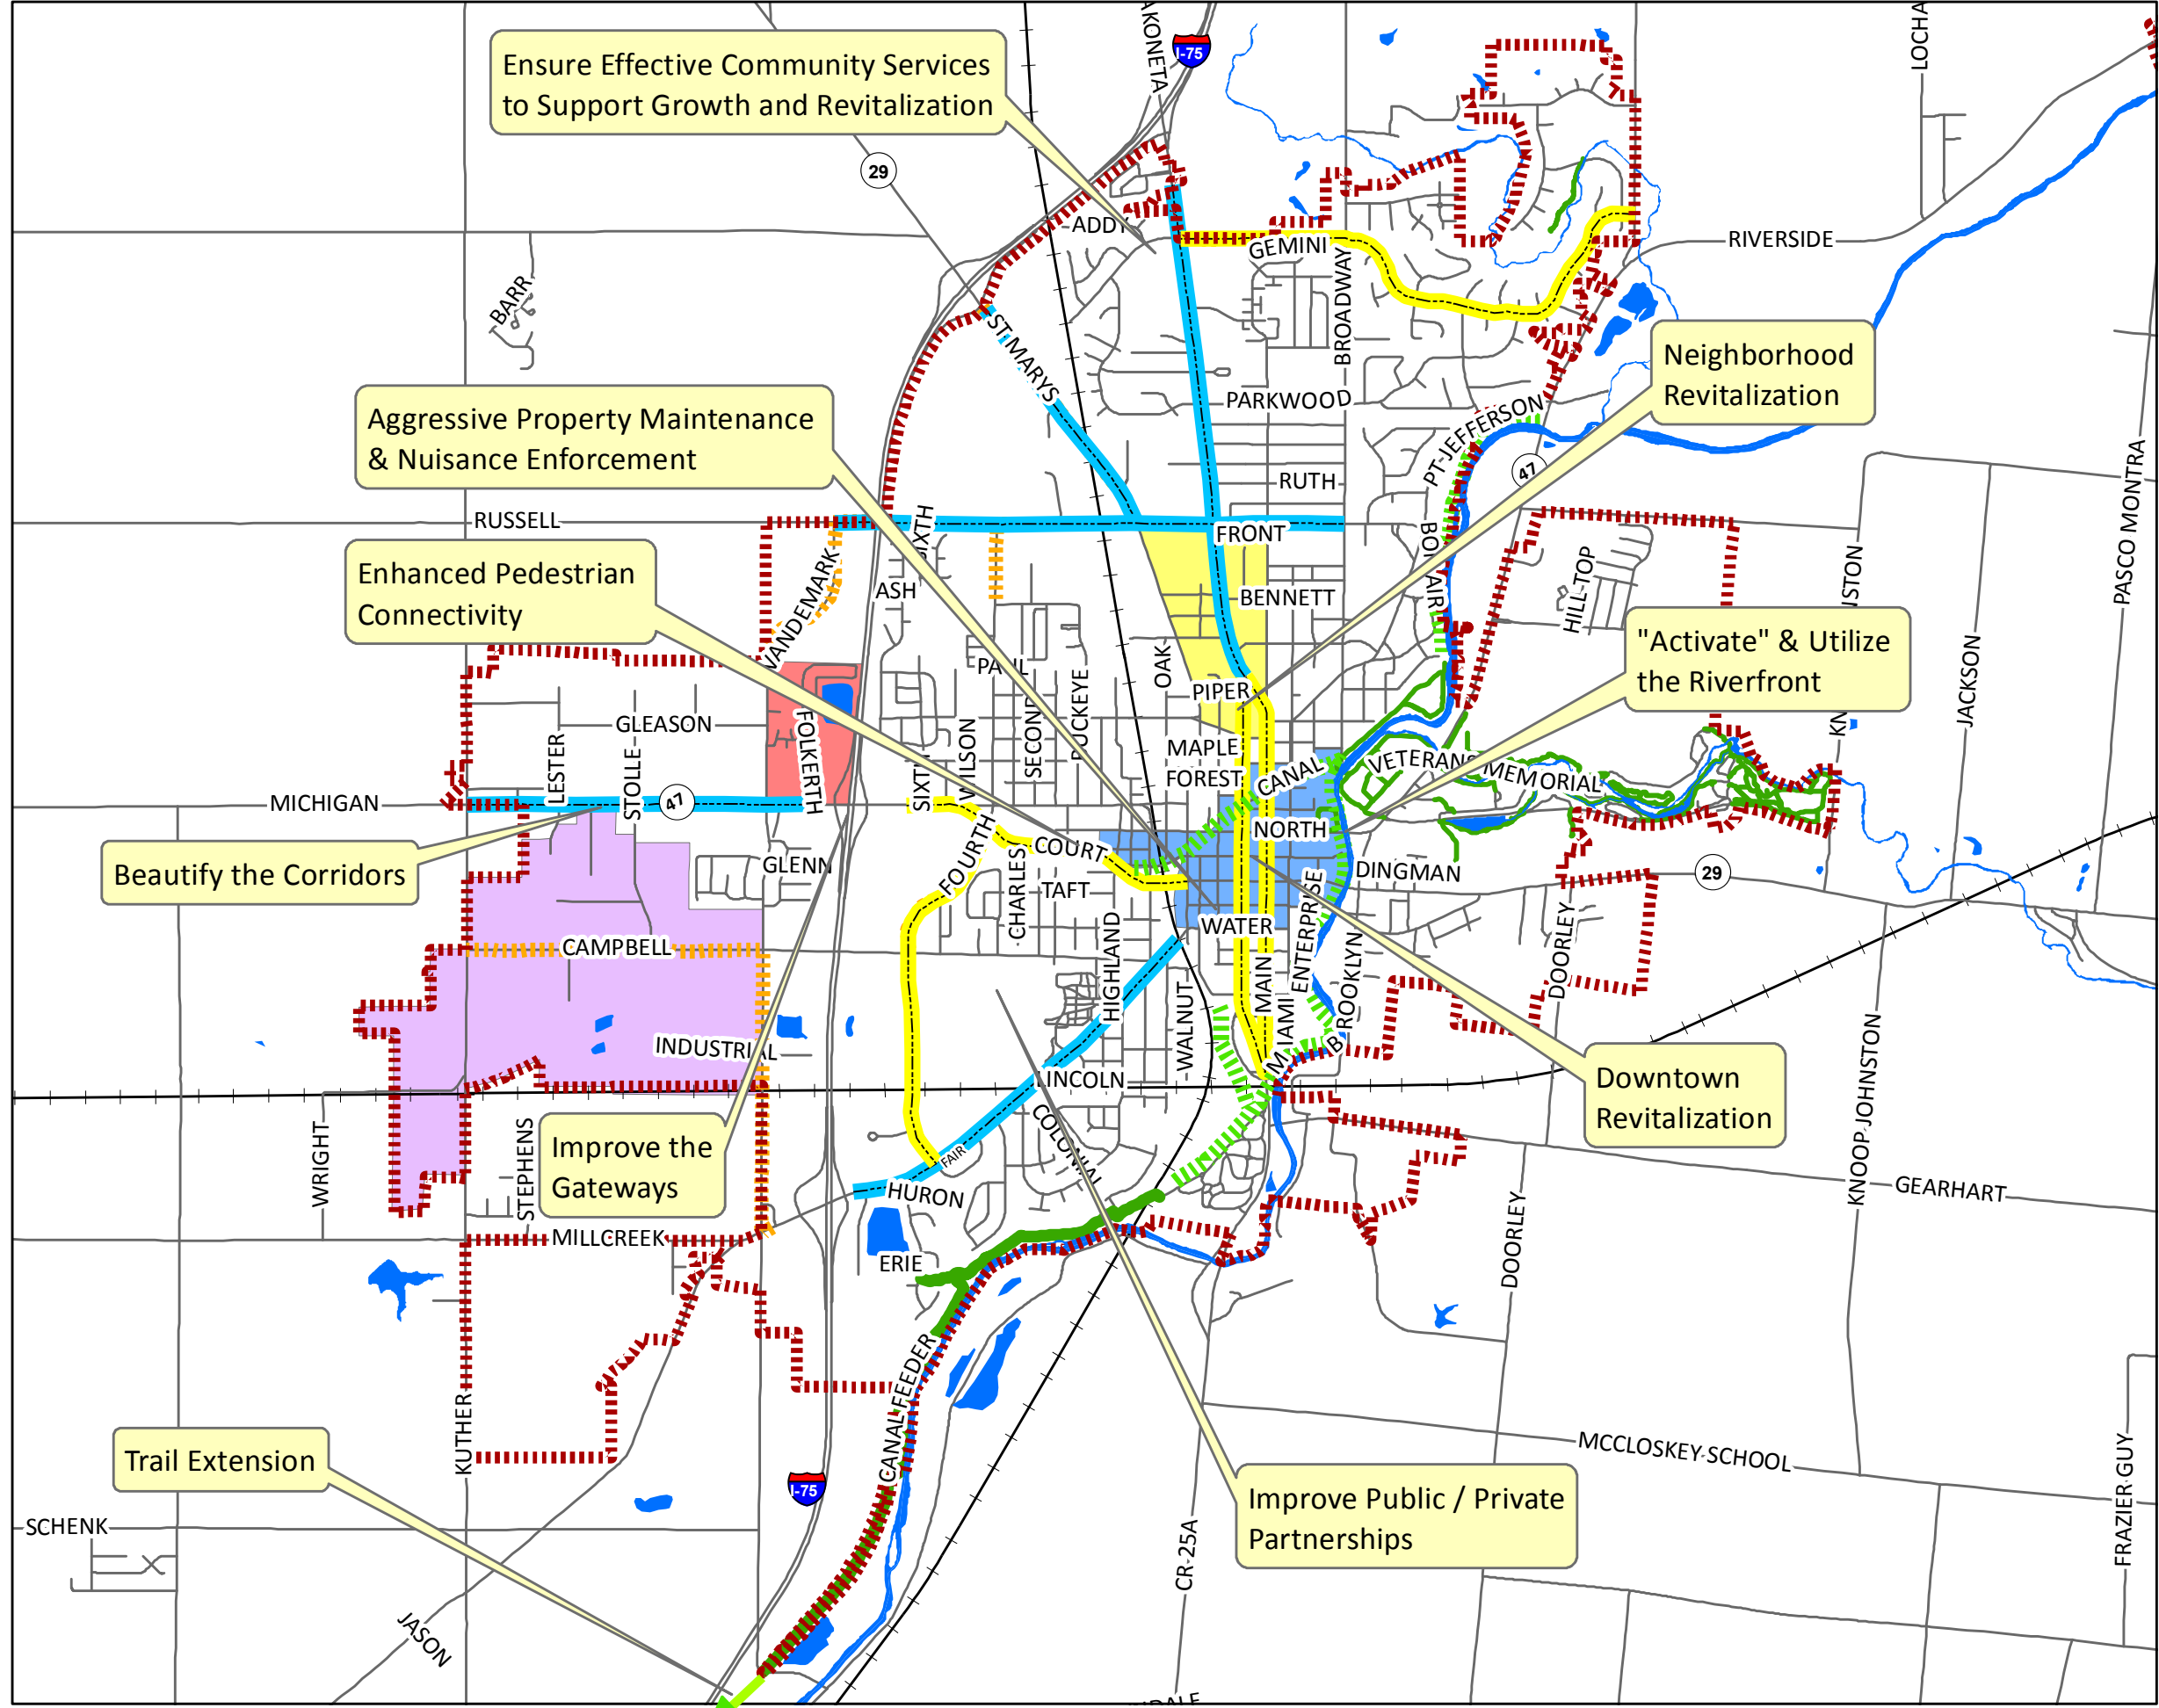 AKONETA
I-75
LOCHA
Ensure Effective Community Services
to Support Growth and Revitalization
29
ADDY
GEMINI
RIVERSIDE
BARR
BROADWAY
ST. MARYS
Neighborhood
Revitalization
PARKWOOD
Aggressive Property Maintenance
& Nuisance Enforcement
PT-JEFFERSON
RUTH
47
PASCO MONTRA
RUSSELL
IXTH
FRONT
Enhanced Pedestrian
Connectivity
VANDEMARK
ASH
BENNETT
HILL-TOP
"Activate" & Utilize
the Riverfront
PAUL
OAK
PIPER
JACKSON
GLEASON
FOLKERTH
SECOND
MAPLE
LESTER
STOLLE
SIXTH
WILSON
FOREST
CANAL
VETERANS MEMORIAL
MICHIGAN
47
NORTH
Beautify the Corridors
GLENN
FOURTH
COURT
CHARLES
TAFT
DINGMAN
29
HIGHLAND
WATER
ENTERPRISE
DOORLEY
CAMPBELL
MAIN
BROOKLYN
INDUSTRIAL
WALNUT
MIAMI
LINCOLN
KNOOP-JOHNSTON
Downtown
Revitalization
WRIGHT
STEPHENS
Improve the
Gateways
COLONIAL
FAIR
HURON
GEARHART
MILLCREEK
ERIE
DOORLEY
CANAL FEEDER
KUTHER
Trail Extension
MCCLOSKEY-SCHOOL
I-75
Improve Public / Private
Partnerships
SCHENK
CR-25A
FRAZIER-GUY
JASON